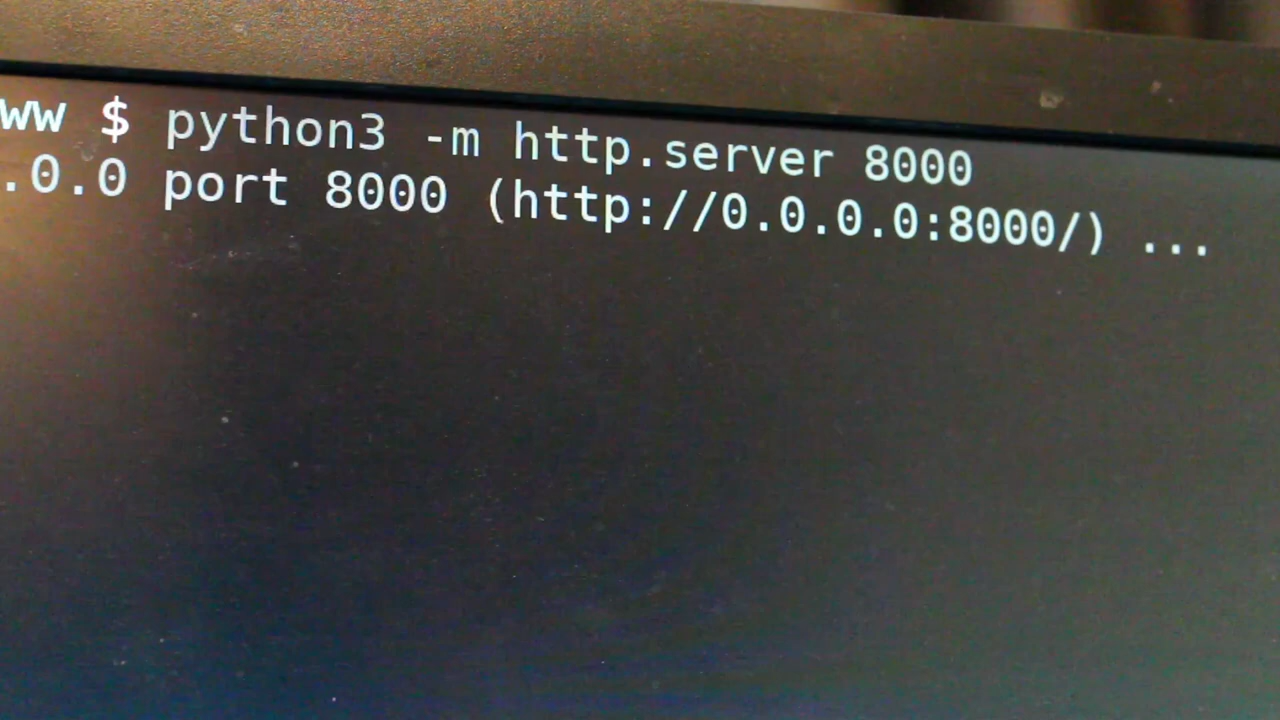 ww $ python3 -m http.server 8000
.0.0 port 8000 (http://0.0.0.0:8000/) ...